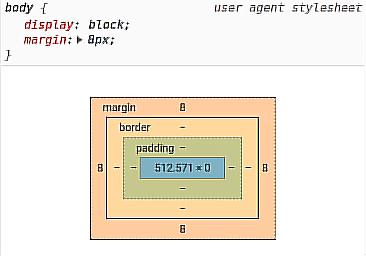 body { user agent stylesheet
display: block;
margin: ▶ 8px;
}
margin 8
border –
padding –
8 – – 512.571 × 0 – – 8
–
–
8